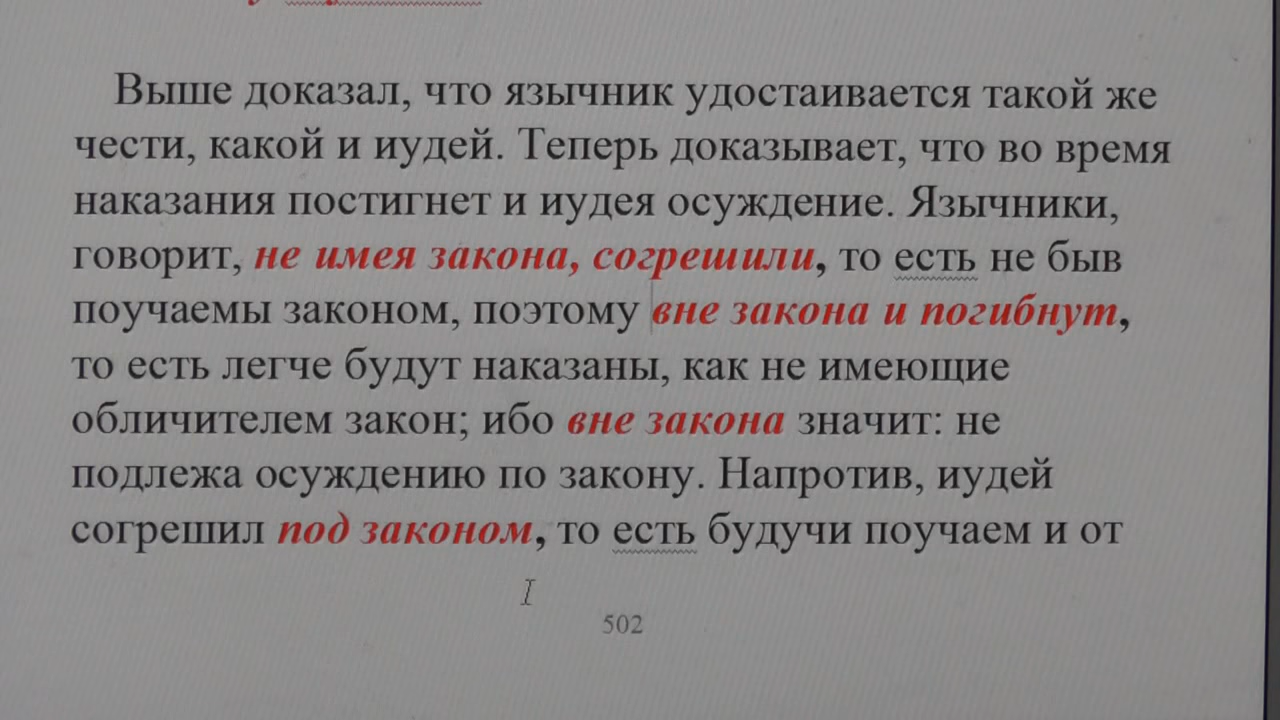 Выше доказал, что язычник удостаивается такой же
чести, какой и иудей. Теперь доказывает, что во время
наказания постигнет и иудея осуждение. Язычники,
говорит, не имея закона, согрешили, то есть не быв
поучаемы законом, поэтому вне закона и погибнут,
то есть легче будут наказаны, как не имеющие
обличителем закон; ибо вне закона значит: не
подлежа осуждению по закону. Напротив, иудей
согрешил под законом, то есть будучи поучаем и от
502